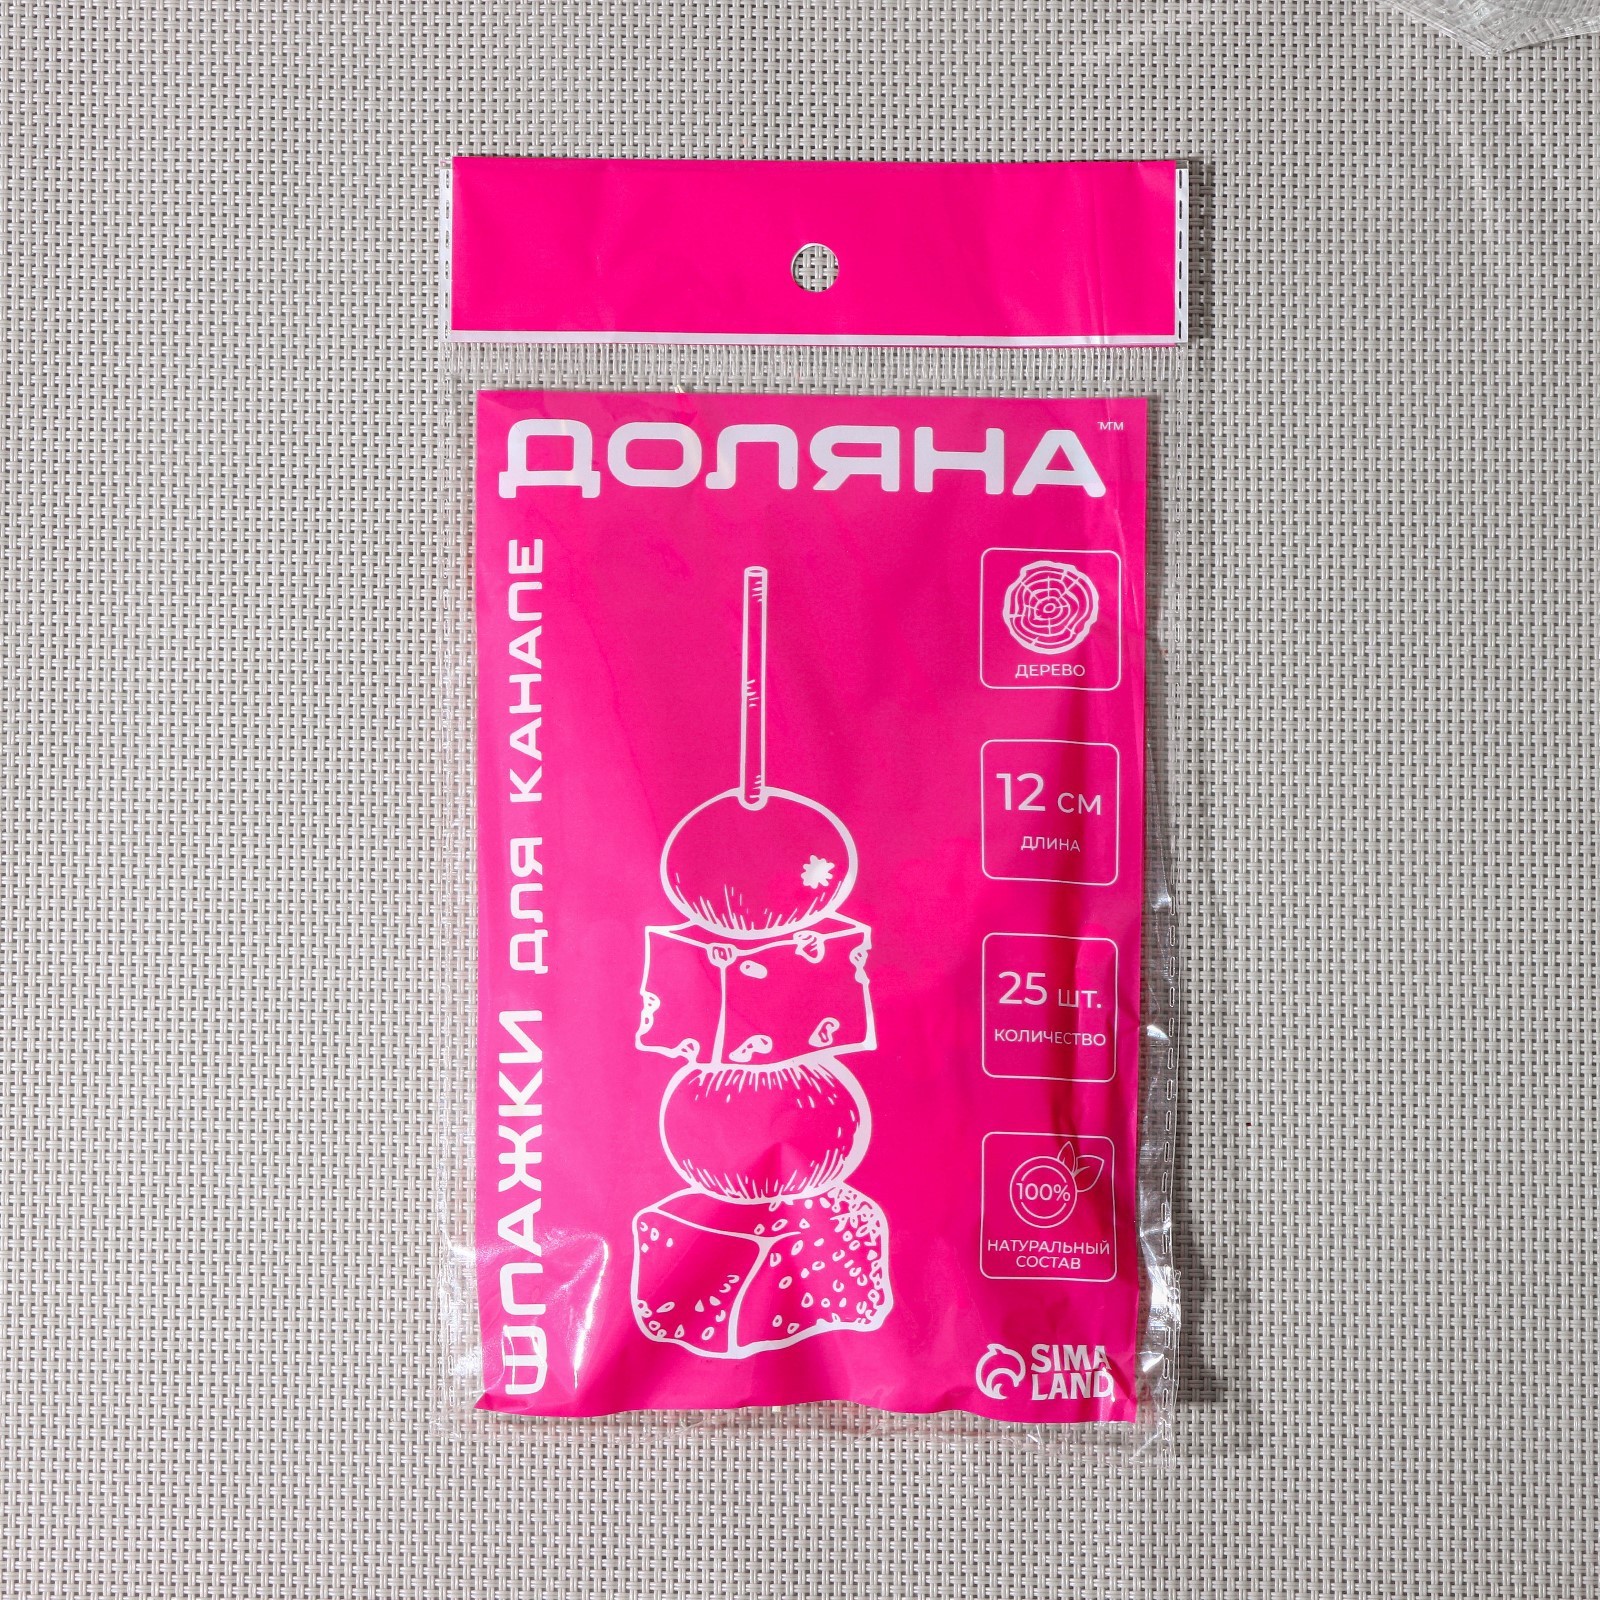 ДОЛЯНА™
ШПАЖКИ ДЛЯ КАНАПЕ
ДЕРЕВО
12 СМ
ДЛИНА
25 ШТ.
КОЛИЧЕСТВО
100%
НАТУРАЛЬНЫЙ
СОСТАВ
SIMA
LAND